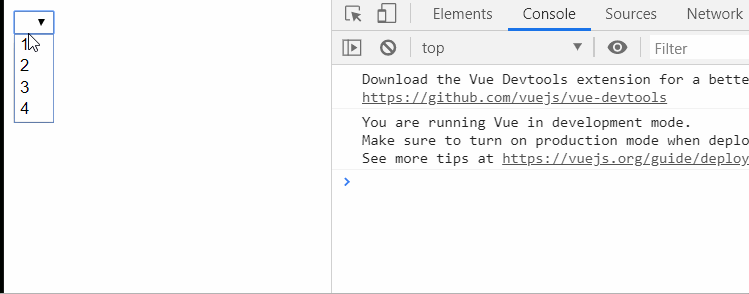 1
2
3
4
Elements Console Sources Network
top Filter
Download the Vue Devtools extension for a bette
https://github.com/vuejs/vue-devtools
You are running Vue in development mode.
Make sure to turn on production mode when deplo
See more tips at https://vuejs.org/guide/deploy